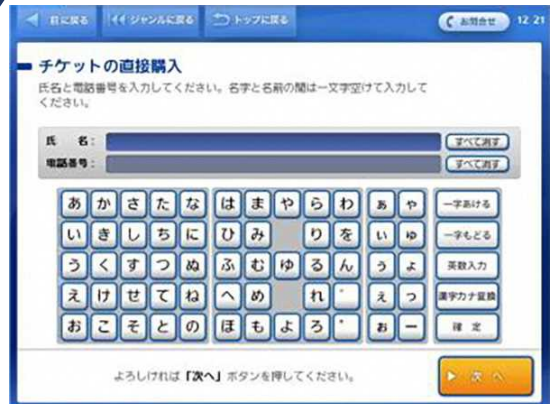 前に戻る ジャンルに戻る トップに戻る お問合せ 12 21
チケットの直接購入
氏名と電話番号を入力してください。名字と名前の間は一文字空けて入力して
ください。
氏 名: すべて消す
電話番号: すべて消す
あ か さ た な は ま や ら わ ぁ ゃ 一字あける
い き し ち に ひ み り を ぃ ゅ 一字もどる
う く す つ ぬ ふ む ゆ る ん ぅ ょ 英数入力
え け せ て ね へ め れ ゛ ぇ っ 漢字カナ変換
お こ そ と の ほ も よ ろ ゜ ぉ ー 確 定
よろしければ「次へ」ボタンを押してください。 次 へ